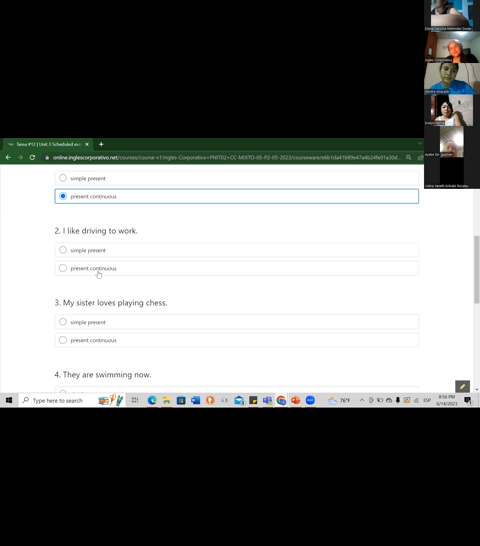 Tarea #12 | Unit: 3 Scheduled eve
online.inglescorporativo.net/courses/course-v1:Ingles-Corporativo+PNIT02+CC-MIXTO-05-P2-05-2023/courseware/
simple present
present continuous
2. I like driving to work.
simple present
present continuous
3. My sister loves playing chess.
simple present
present continuous
4. They are swimming now.
Type here to search
76°F
ESP
8:56 PM
6/14/2023